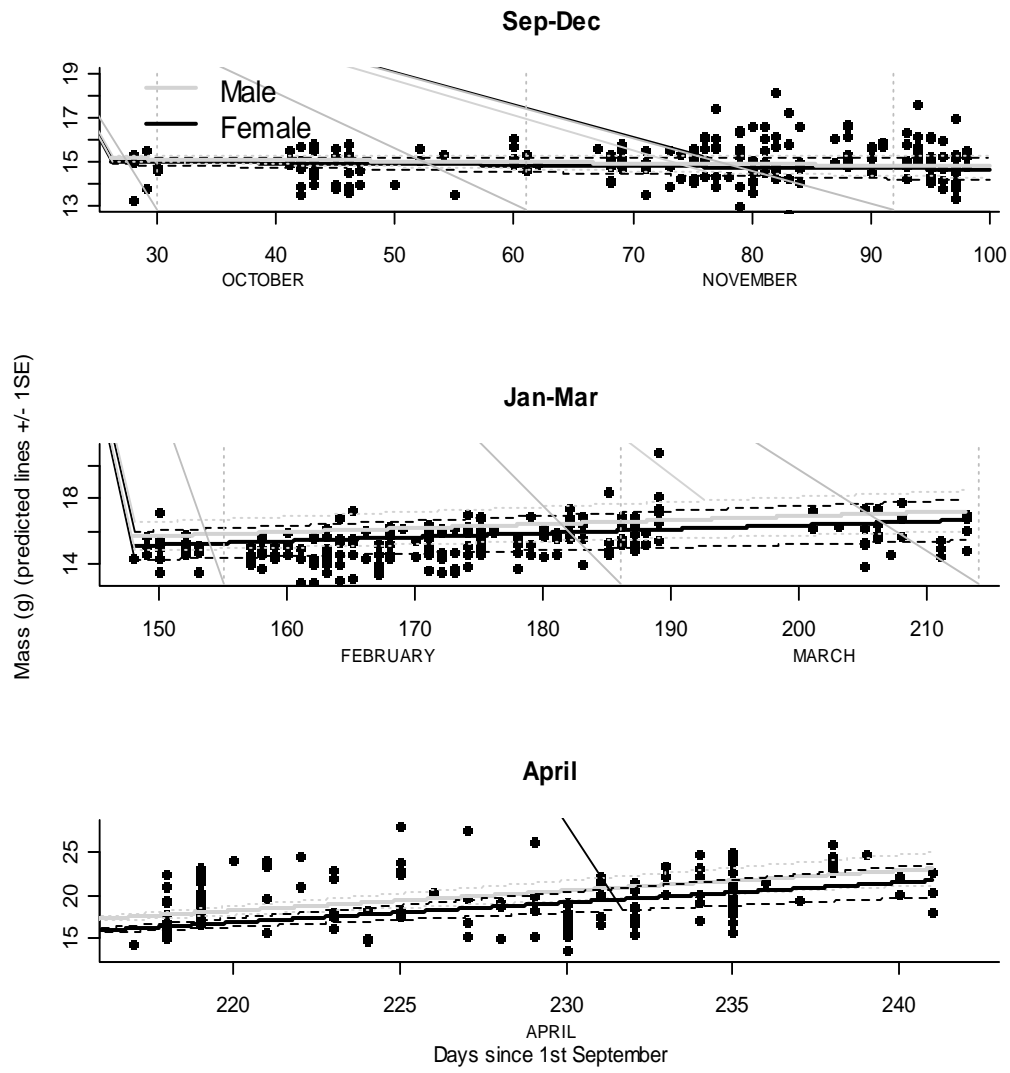 Sep-Dec
19
17
15
13
Male
Female
30 40 50 60 70 80 90 100
OCTOBER NOVEMBER
Mass (g) (predicted lines +/- 1SE)
Jan-Mar
18
14
150 160 170 180 190 200 210
FEBRUARY MARCH
April
25
20
15
220 225 230 235 240
APRIL
Days since 1st September